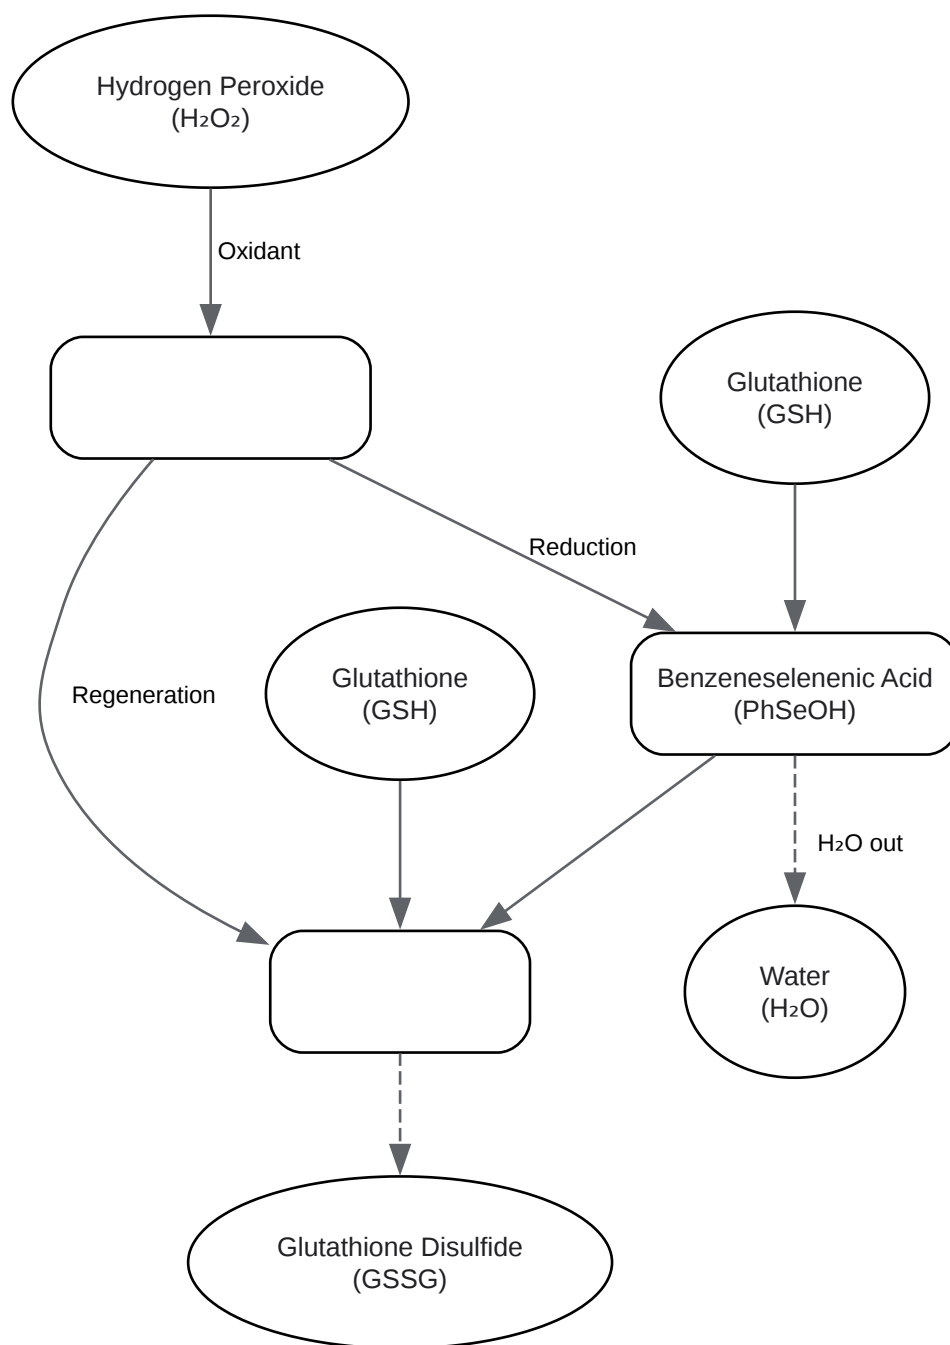 Hydrogen Peroxide
(H₂O₂)
Oxidant
Glutathione
(GSH)
Reduction
Regeneration
Glutathione
(GSH)
Benzeneselenenic Acid
(PhSeOH)
H₂O out
Water
(H₂O)
Glutathione Disulfide
(GSSG)